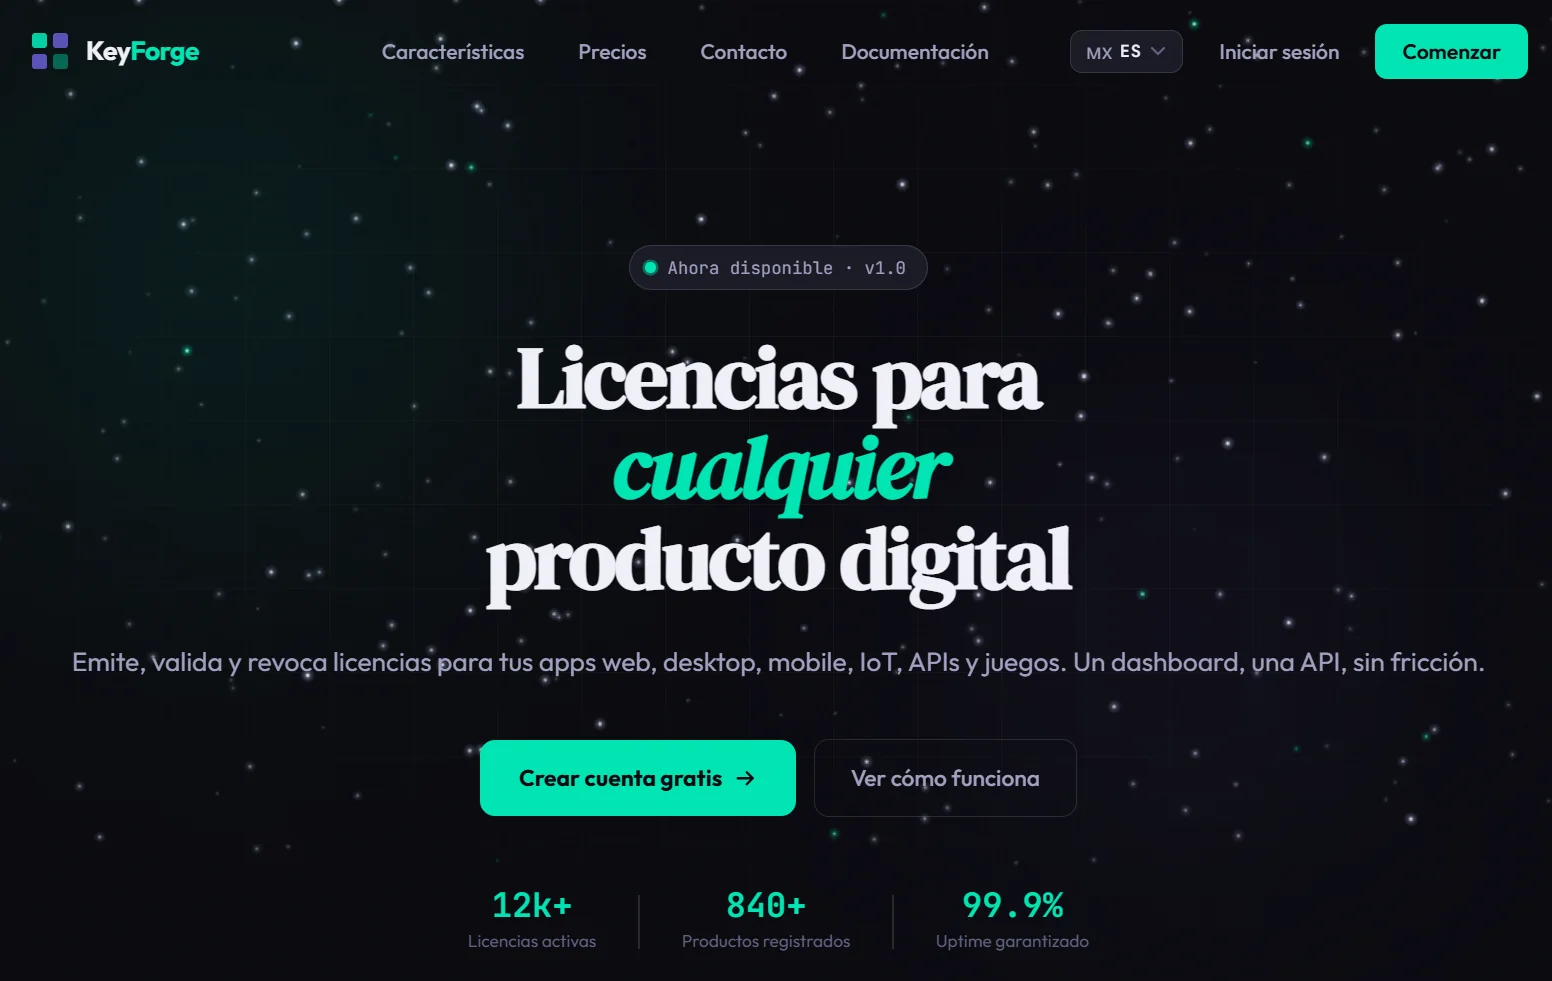 KeyForge
Características
Precios
Contacto
Documentación
MX ES
Iniciar sesión
Comenzar
Ahora disponible · v1.0
Licencias para
cualquier
producto digital
Emite, valida y revoca licencias para tus apps web, desktop, mobile, IoT, APIs y juegos. Un dashboard, una API, sin fricción.
Crear cuenta gratis →
Ver cómo funciona
12k+
Licencias activas
840+
Productos registrados
99.9%
Uptime garantizado